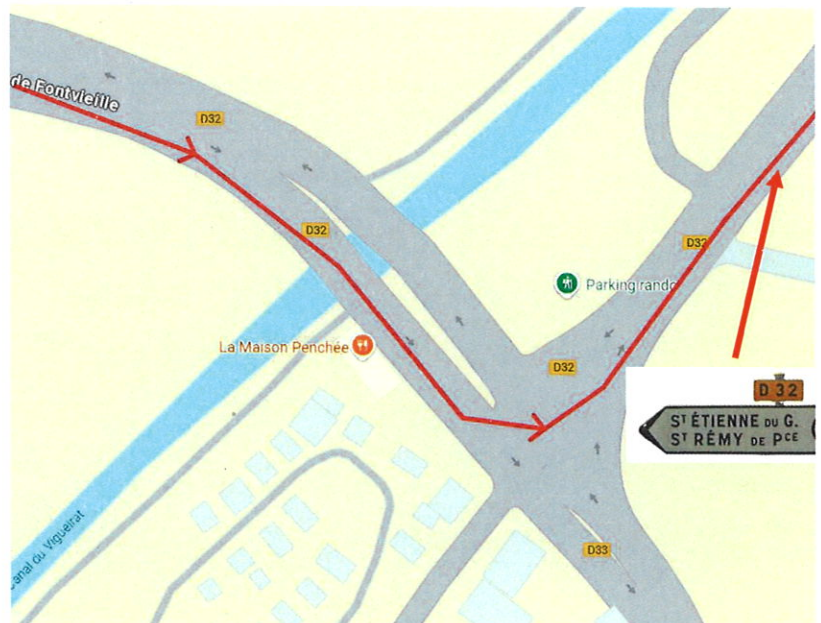 de Fontvieille
D32
D32
D32
Parking rando
La Maison Penchée
D32
D 32
ST ÉTIENNE DU G.
ST RÉMY DE PCE
Canal du Vigueirat
D33